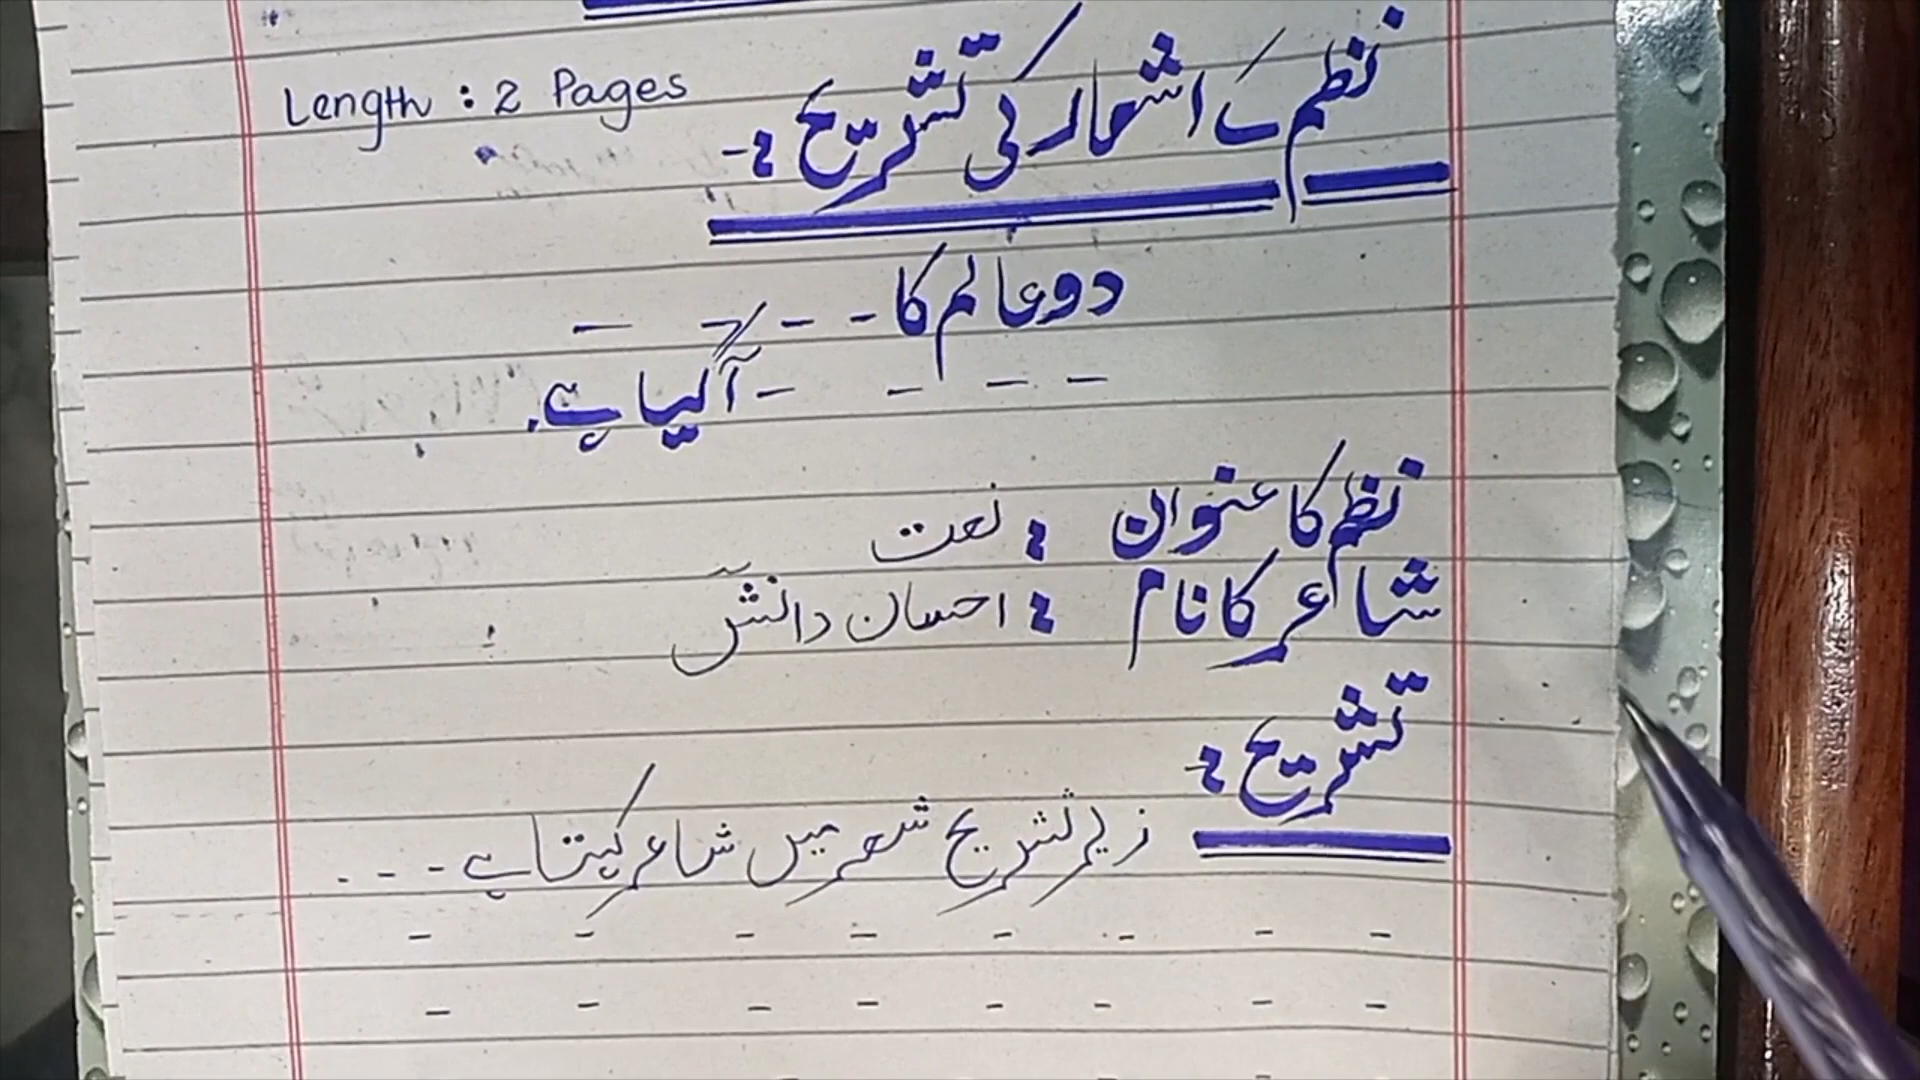 نظم کے اشعار کی تشریح :-
Length : 2 Pages
دو عالم کا - - - -
- - - - آگیا ہے.
نظم کا عنوان : نعت
شاعر کا نام : احسان دانش
تشریح :-
زیر تشریح شعر میں شاعر کہتا ہے - - - .
- - - - - - - -
- - - - - - - -